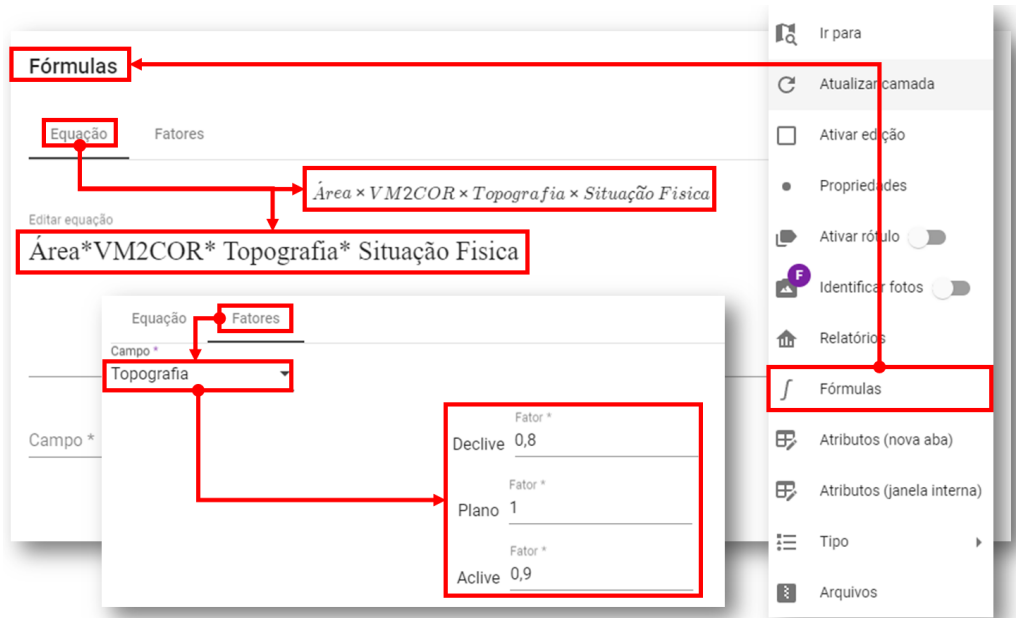 Fórmulas
Equação Fatores
Área × VM2COR × Topografia × Situação Fisica
Editar equação
Área*VM2COR* Topografia* Situação Fisica
Campo *
Equação Fatores
Campo *
Topografia
Fator *
Declive 0,8
Fator *
Plano 1
Fator *
Aclive 0,9
Ir para
Atualizar camada
Ativar edição
Propriedades
Ativar rótulo
F
Identificar fotos
Relatórios
Fórmulas
Atributos (nova aba)
Atributos (janela interna)
Tipo
Arquivos